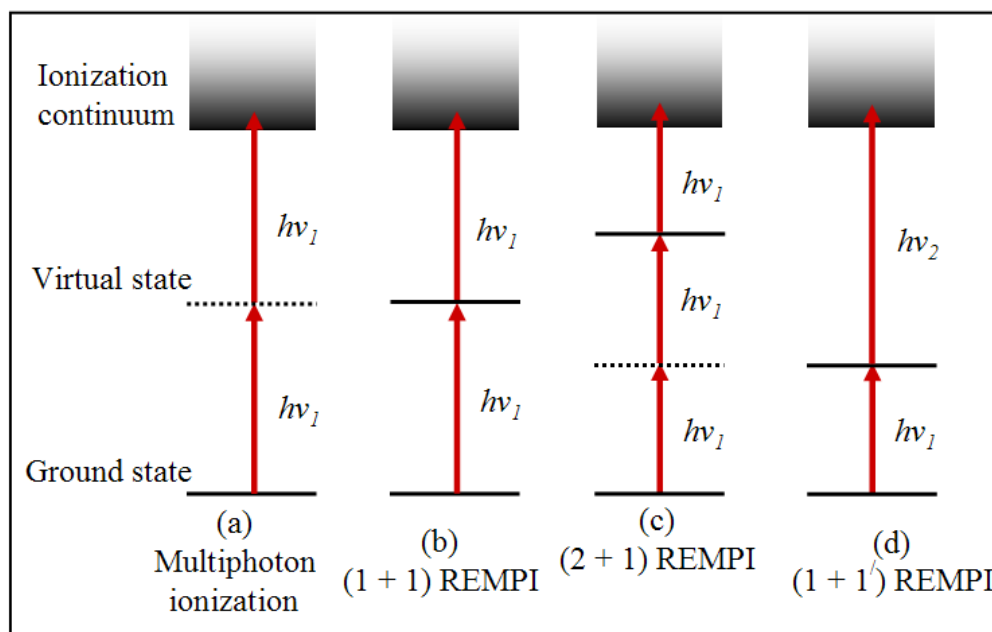 Ionization
continuum
hν₁
hν₁
hν₁
hν₂
Virtual state
hν₁
hν₁
hν₁
hν₁
hν₁
Ground state
(a)
Multiphoton
ionization
(b)
(1 + 1) REMPI
(c)
(2 + 1) REMPI
(d)
(1 + 1/) REMPI